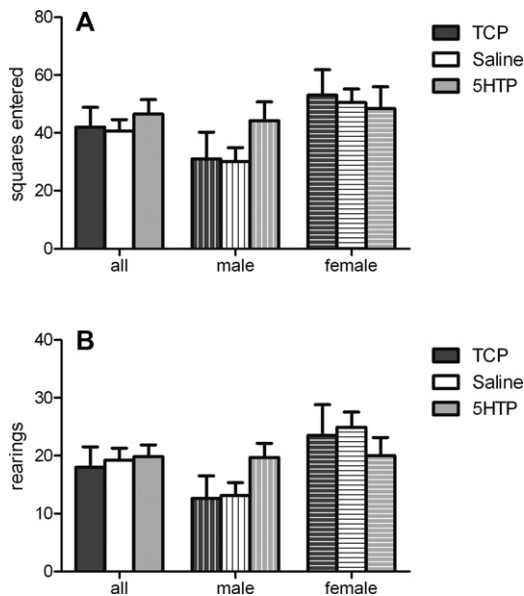 A
squares entered
80
60
40
20
0
all
male
female
TCP
Saline
5HTP
B
rearings
40
30
20
10
0
all
male
female
TCP
Saline
5HTP